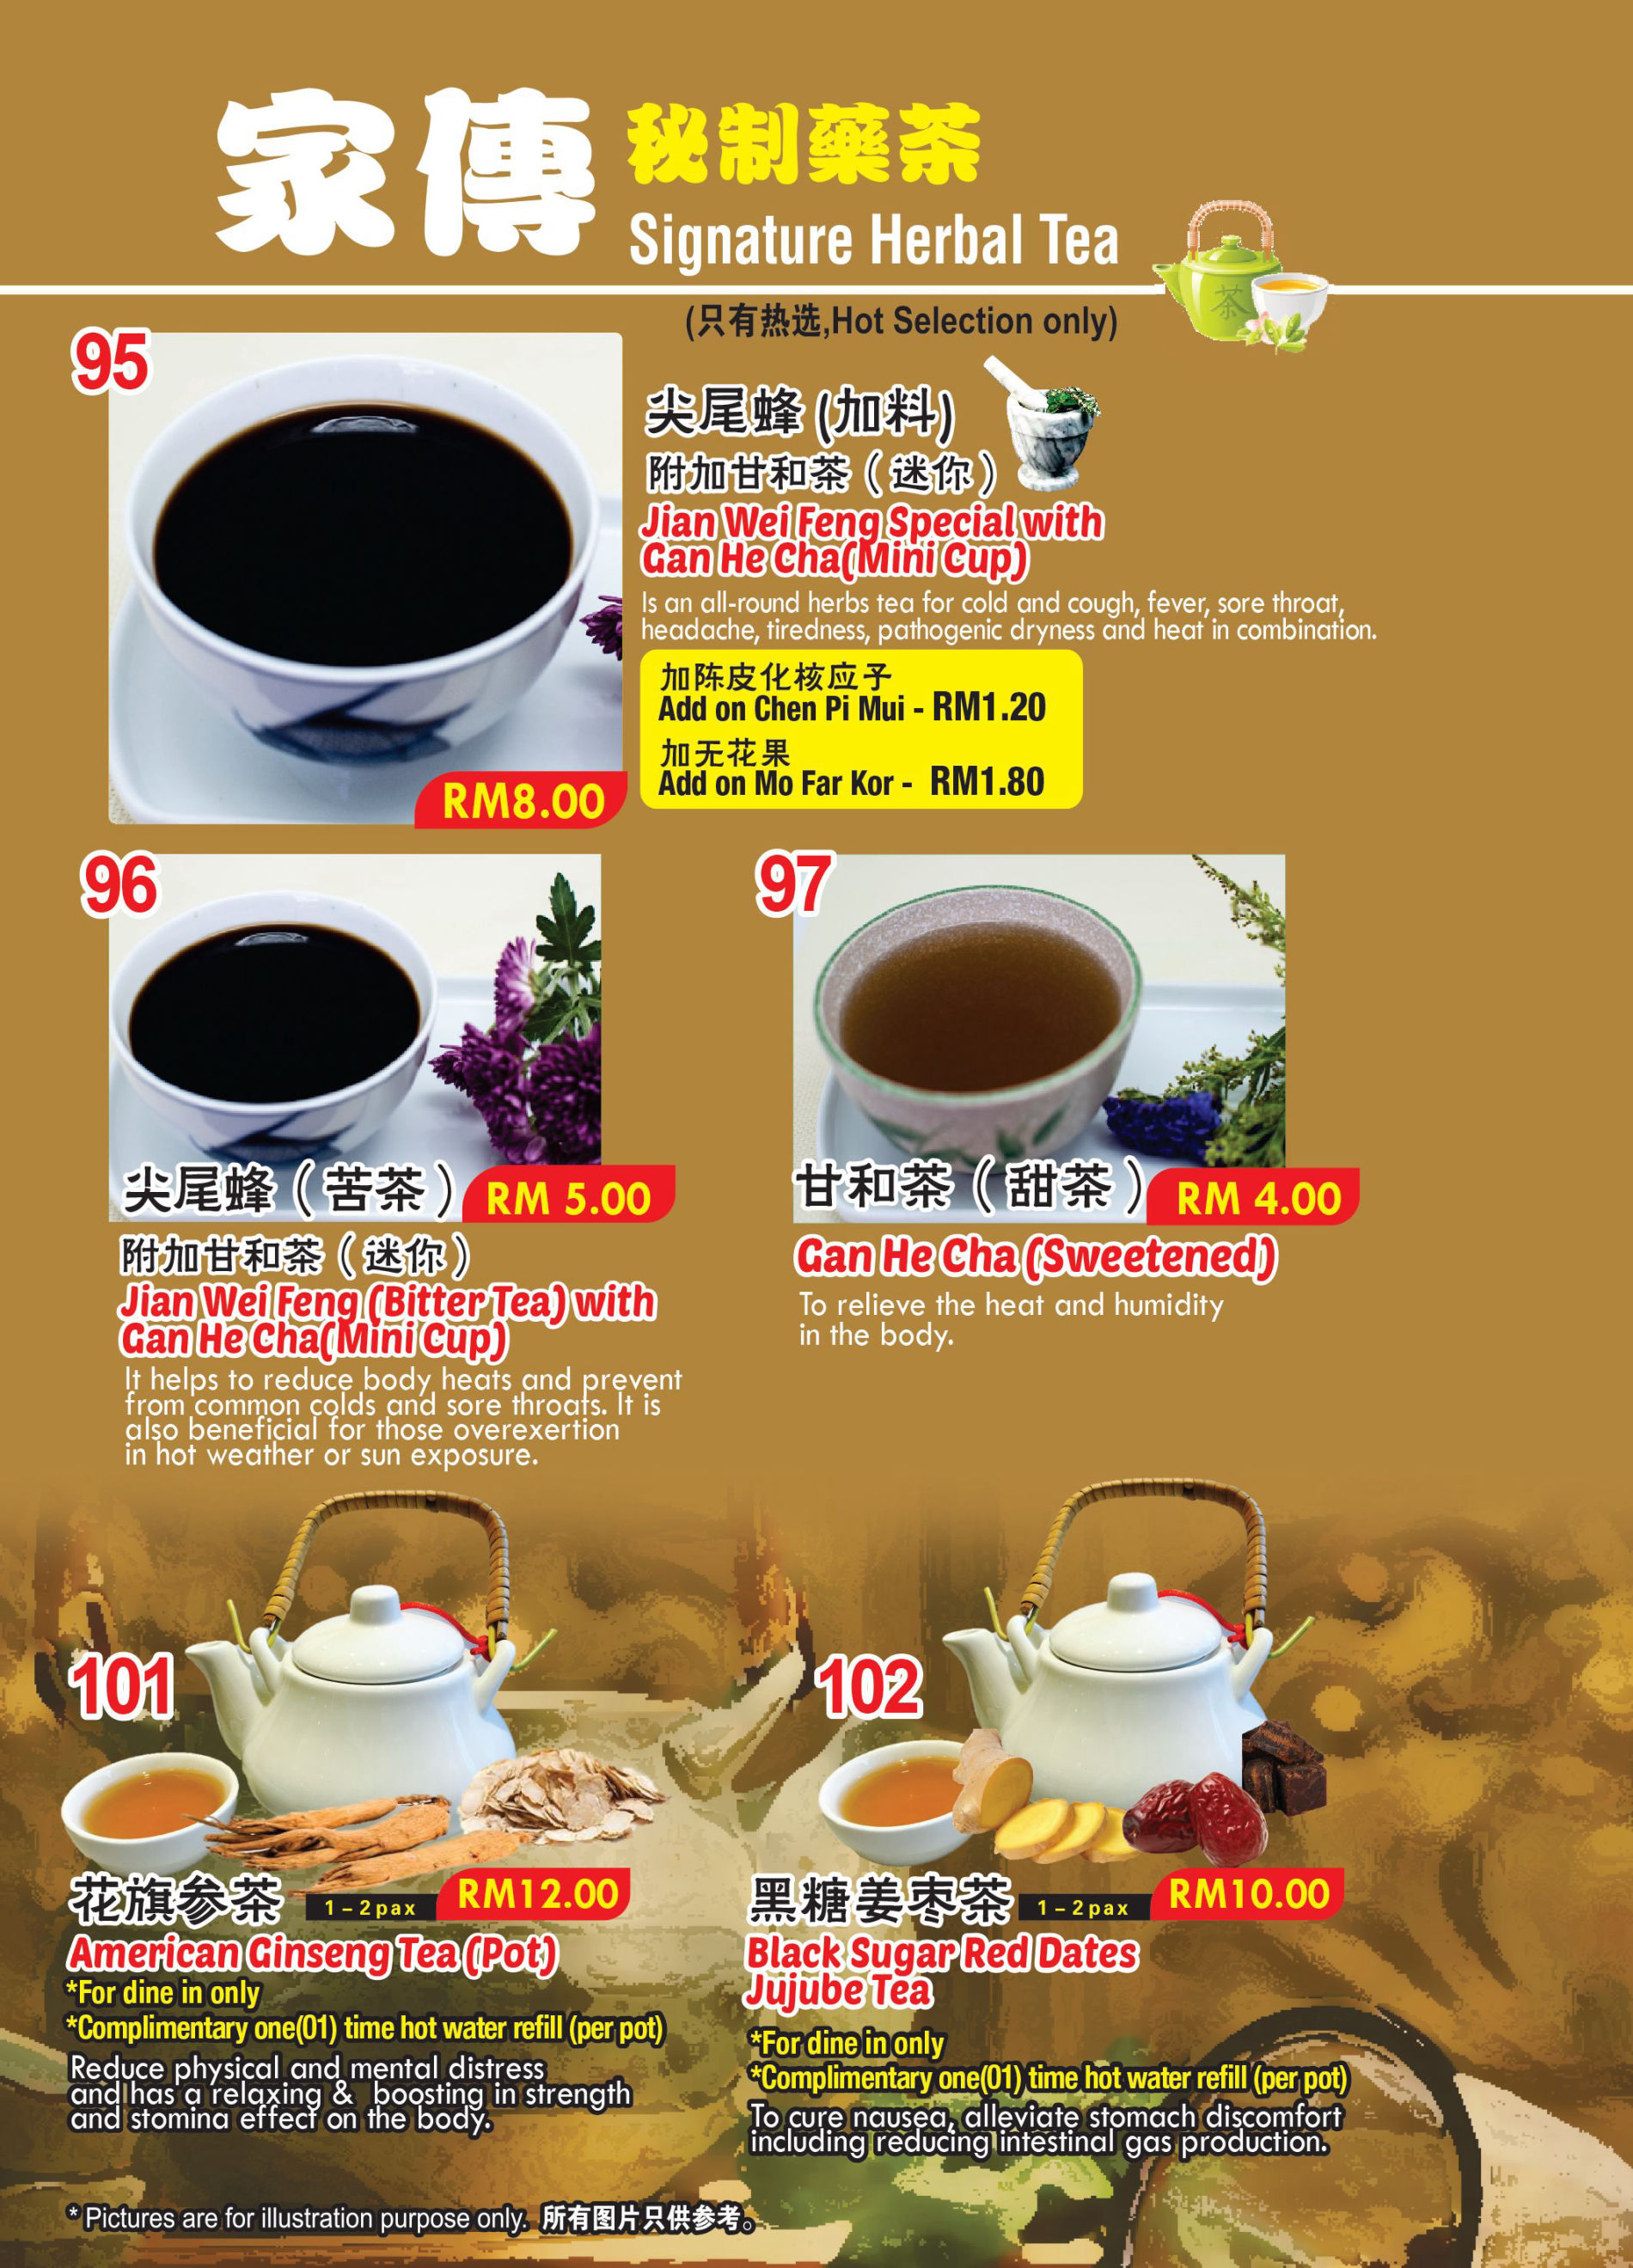 家傳
秘制藥茶
Signature Herbal Tea
茶
(只有热选,Hot Selection only)
95
尖尾蜂 (加料)
附加甘和茶（迷你）
Jian Wei Feng Special with
Gan He Cha(Mini Cup)
Is an all-round herbs tea for cold and cough, fever, sore throat,
headache, tiredness, pathogenic dryness and heat in combination.
加陈皮化核应子
Add on Chen Pi Mui - RM1.20
加无花果
Add on Mo Far Kor - RM1.80
RM8.00
96
尖尾蜂（苦茶）
RM 5.00
附加甘和茶（迷你）
Jian Wei Feng (Bitter Tea) with
Gan He Cha(Mini Cup)
It helps to reduce body heats and prevent
from common colds and sore throats. It is
also beneficial for those overexertion
in hot weather or sun exposure.
97
甘和茶（甜茶）
RM 4.00
Gan He Cha (Sweetened)
To relieve the heat and humidity
in the body.
101
花旗参茶
1 – 2 pax
RM12.00
American Ginseng Tea (Pot)
*For dine in only
*Complimentary one(01) time hot water refill (per pot)
Reduce physical and mental distress
and has a relaxing & boosting in strength
and stomina effect on the body.
102
黑糖姜枣茶
1 – 2 pax
RM10.00
Black Sugar Red Dates
Jujube Tea
*For dine in only
*Complimentary one(01) time hot water refill (per pot)
To cure nausea, alleviate stomach discomfort
including reducing intestinal gas production.
* Pictures are for illustration purpose only. 所有图片只供参考。